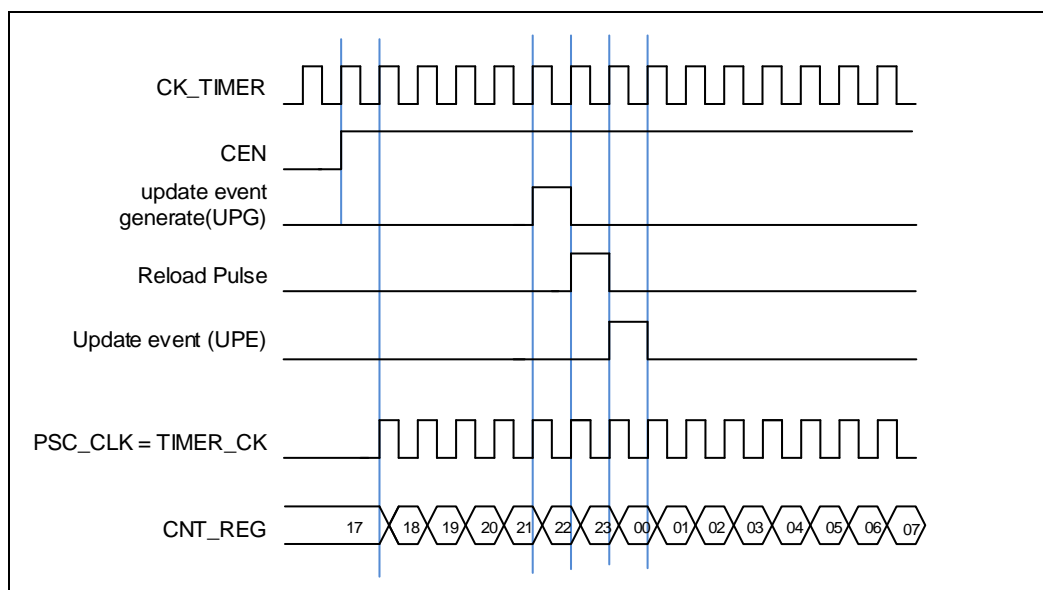 CK_TIMER
CEN
update event
generate(UPG)
Reload Pulse
Update event (UPE)
PSC_CLK = TIMER_CK
CNT_REG 17 18 19 20 21 22 23 00 01 02 03 04 05 06 07